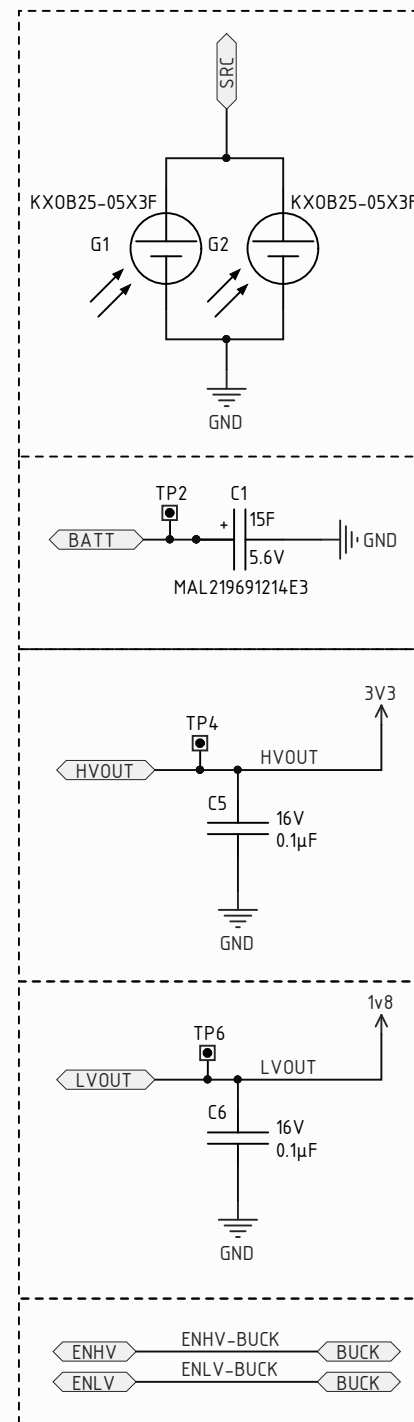 SRC
KXOB25-05X3F KXOB25-05X3F
G1 G2
GND
TP2 C1
+ 15F
BATT GND
5.6V
MAL219691214E3
3V3
TP4
HVOUT HVOUT
C5 16V
0.1µF
GND
1v8
TP6
LVOUT LVOUT
C6 16V
0.1µF
GND
ENHV ENHV-BUCK BUCK
ENLV ENLV-BUCK BUCK